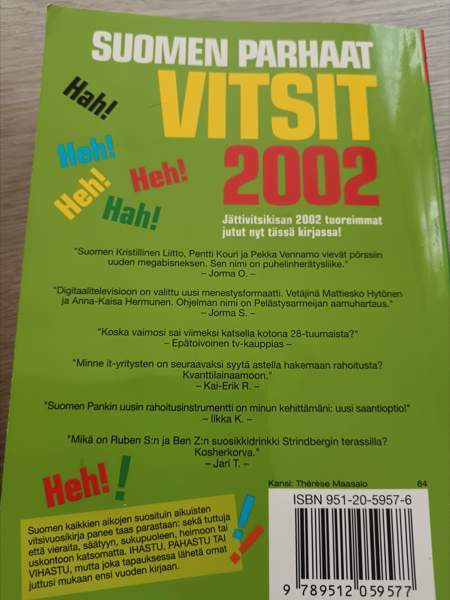 SUOMEN PARHAAT
VITSIT
2002
Hah!
Heh!
Heh!
Heh!
Hah!
Jättivitsikisan 2002 tuoreimmat
jutut nyt tässä kirjassa!
"Suomen Kristillinen Liitto, Pentti Kouri ja Pekka Vennamo vievät pörssiin
uuden megabisneksen. Sen nimi on puhelinherätysliike."
– Jorma O. –
"Digitaalitelevisioon on valittu uusi menestysformaatti. Vetäjinä Mattiesko Hytönen
ja Anna-Kaisa Hermunen. Ohjelman nimi on Pelästysarmeijan aamuhartaus."
– Jorma S. –
"Koska vaimosi sai viimeksi katsella kotona 28-tuumaista?"
– Epätoivoinen tv-kauppias –
"Minne it-yritysten on seuraavaksi syytä astella hakemaan rahoitusta?
Kvanttilainaamoon."
– Kai-Erik R. –
"Suomen Pankin uusin rahoitusinstrumentti on minun kehittämäni: uusi saantioptio!"
– Ilkka K. –
"Mikä on Ruben S:n ja Ben Z:n suosikkidrinkki Strindbergin terassilla?
Kosherkorva."
– Jari T. –
Heh!
Suomen kaikkien aikojen suosituin aikuisten
vitsivuosikirja panee taas parastaan: sekä tuttuja
että vieraita, säätyyn, sukupuoleen, heimoon tai
uskontoon katsomatta. IHASTU, PAHASTU TAI
VIHASTU, mutta joka tapauksessa lähetä omat
juttusi mukaan ensi vuoden kirjaan.
Kansi: Thérèse Maasalo
84
ISBN 951-20-5957-6
9 789512 059577